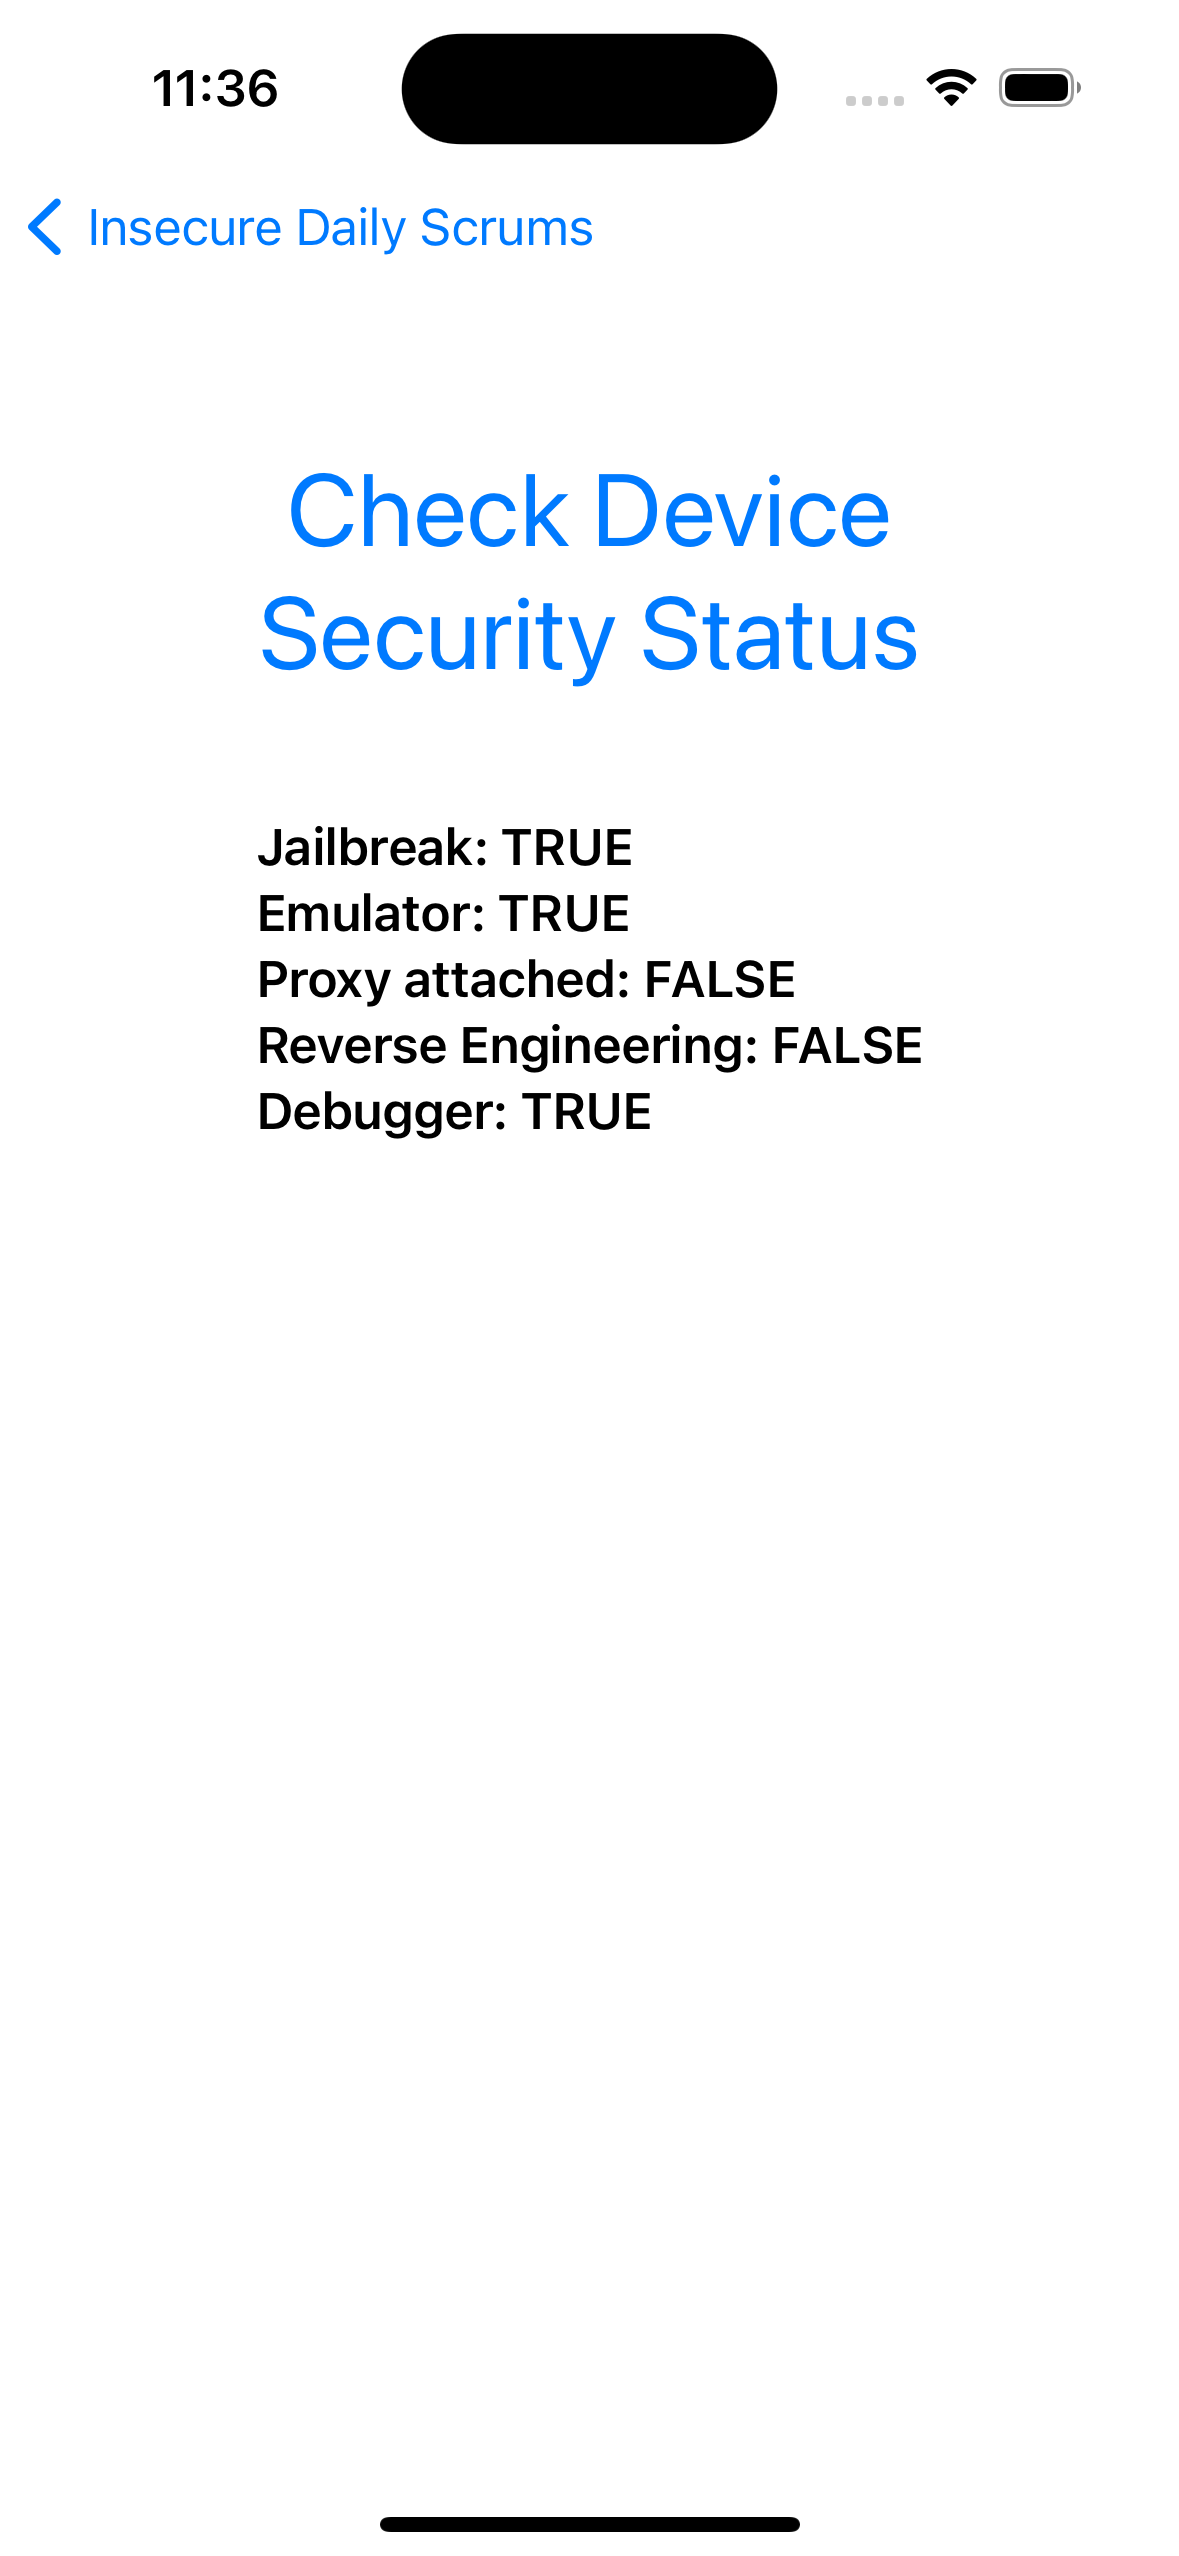 11:36
Insecure Daily Scrums
Check Device
Security Status
Jailbreak: TRUE
Emulator: TRUE
Proxy attached: FALSE
Reverse Engineering: FALSE
Debugger: TRUE